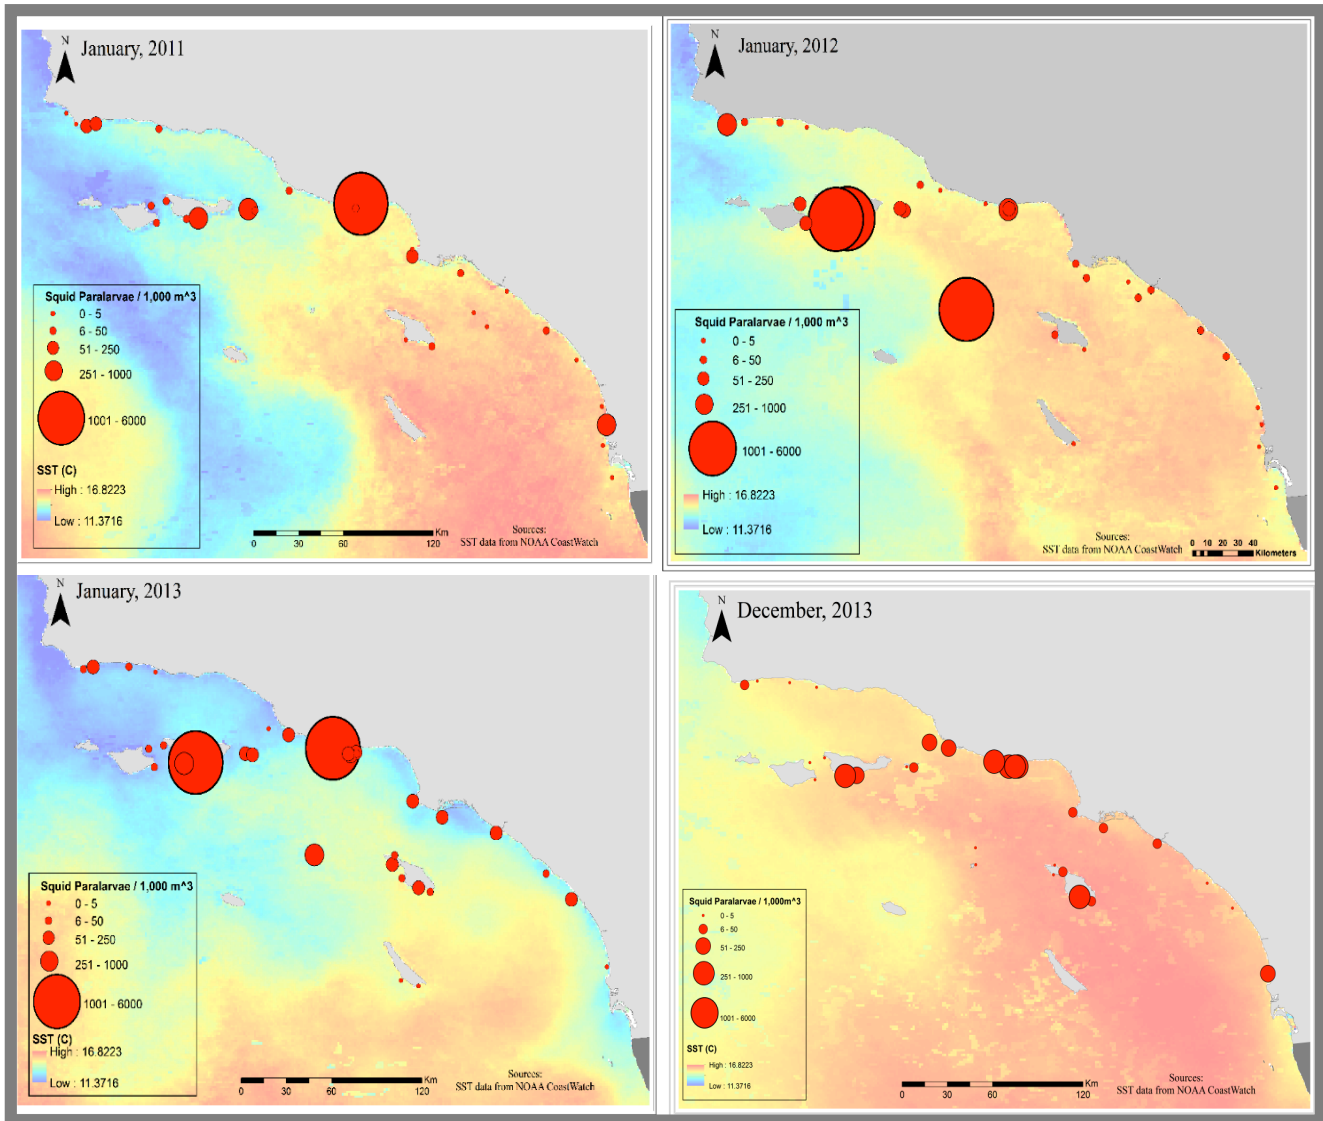 N
January, 2011
Squid Paralarvae / 1,000 m^3
0 - 5
6 - 50
51 - 250
251 - 1000
1001 - 6000
SST (C)
High : 16.8223
Low : 11.3716
Km
0 30 60 120
Sources:
SST data from NOAA CoastWatch
N
January, 2012
Squid Paralarvae / 1,000 m^3
0 - 5
6 - 50
51 - 250
251 - 1000
1001 - 6000
High : 16.8223
Low : 11.3716
Sources:
SST data from NOAA CoastWatch
0 10 20 30 40
Kilometers
N
January, 2013
Squid Paralarvae / 1,000 m^3
0 - 5
6 - 50
51 - 250
251 - 1000
1001 - 6000
SST (C)
High : 16.8223
Low : 11.3716
Km
0 30 60 120
Sources:
SST data from NOAA CoastWatch
N
December, 2013
Squid Paralarvae / 1,000m^3
0 - 5
6 - 50
51 - 250
251 - 1000
1001 - 6000
SST (C)
High : 16.8223
Low : 11.3716
Km
0 30 60 120
Sources:
SST data from NOAA CoastWatch